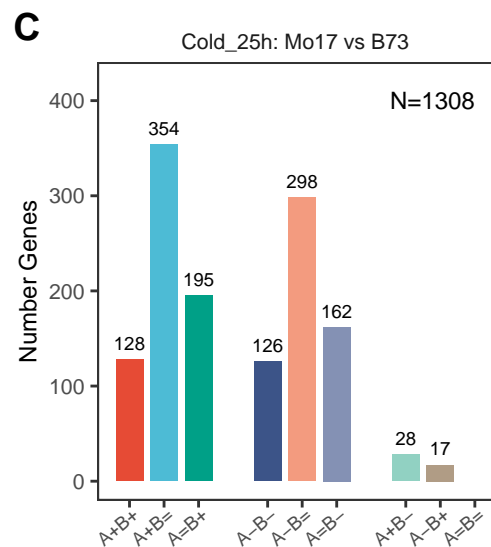 C
Cold_25h: Mo17 vs B73
N=1308
Number Genes
400
300
200
100
0
128
354
195
126
298
162
28
17
A+B+
A+B=
A=B+
A−B−
A−B=
A=B−
A+B−
A−B+
A=B=